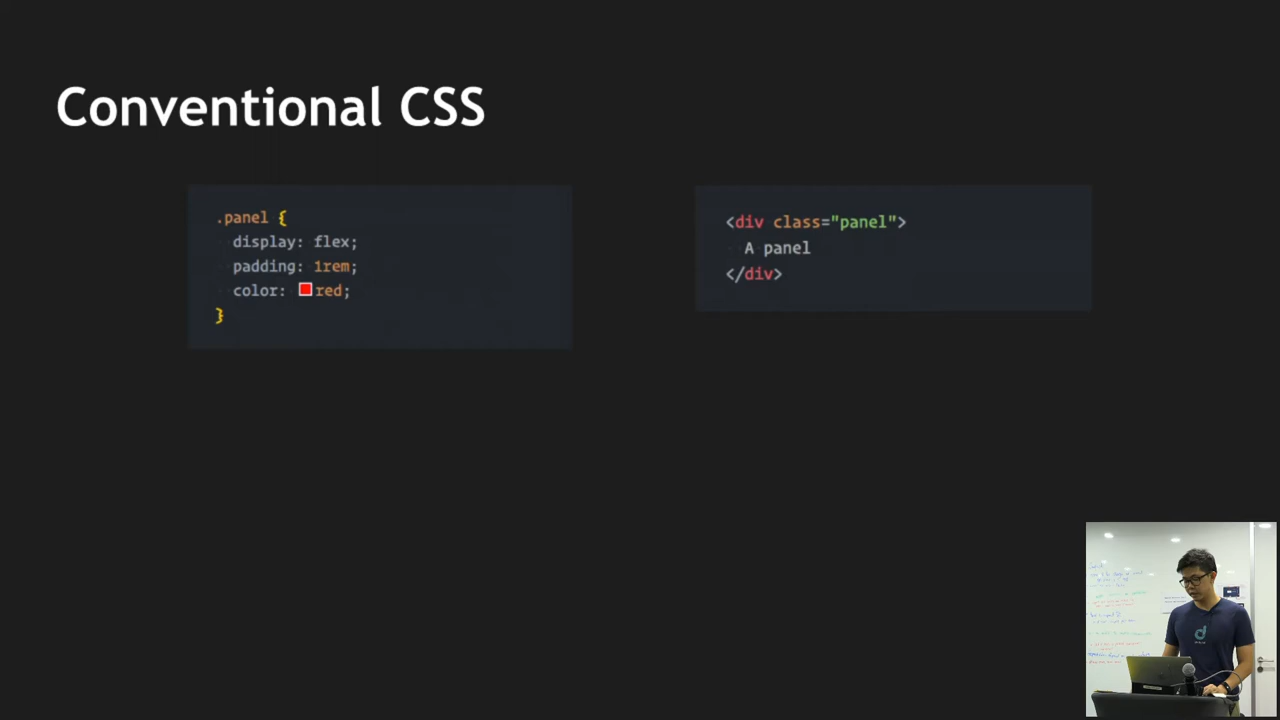 Conventional CSS
.panel {
display: flex;
padding: 1rem;
color: red;
}
<div class="panel">
A panel
</div>